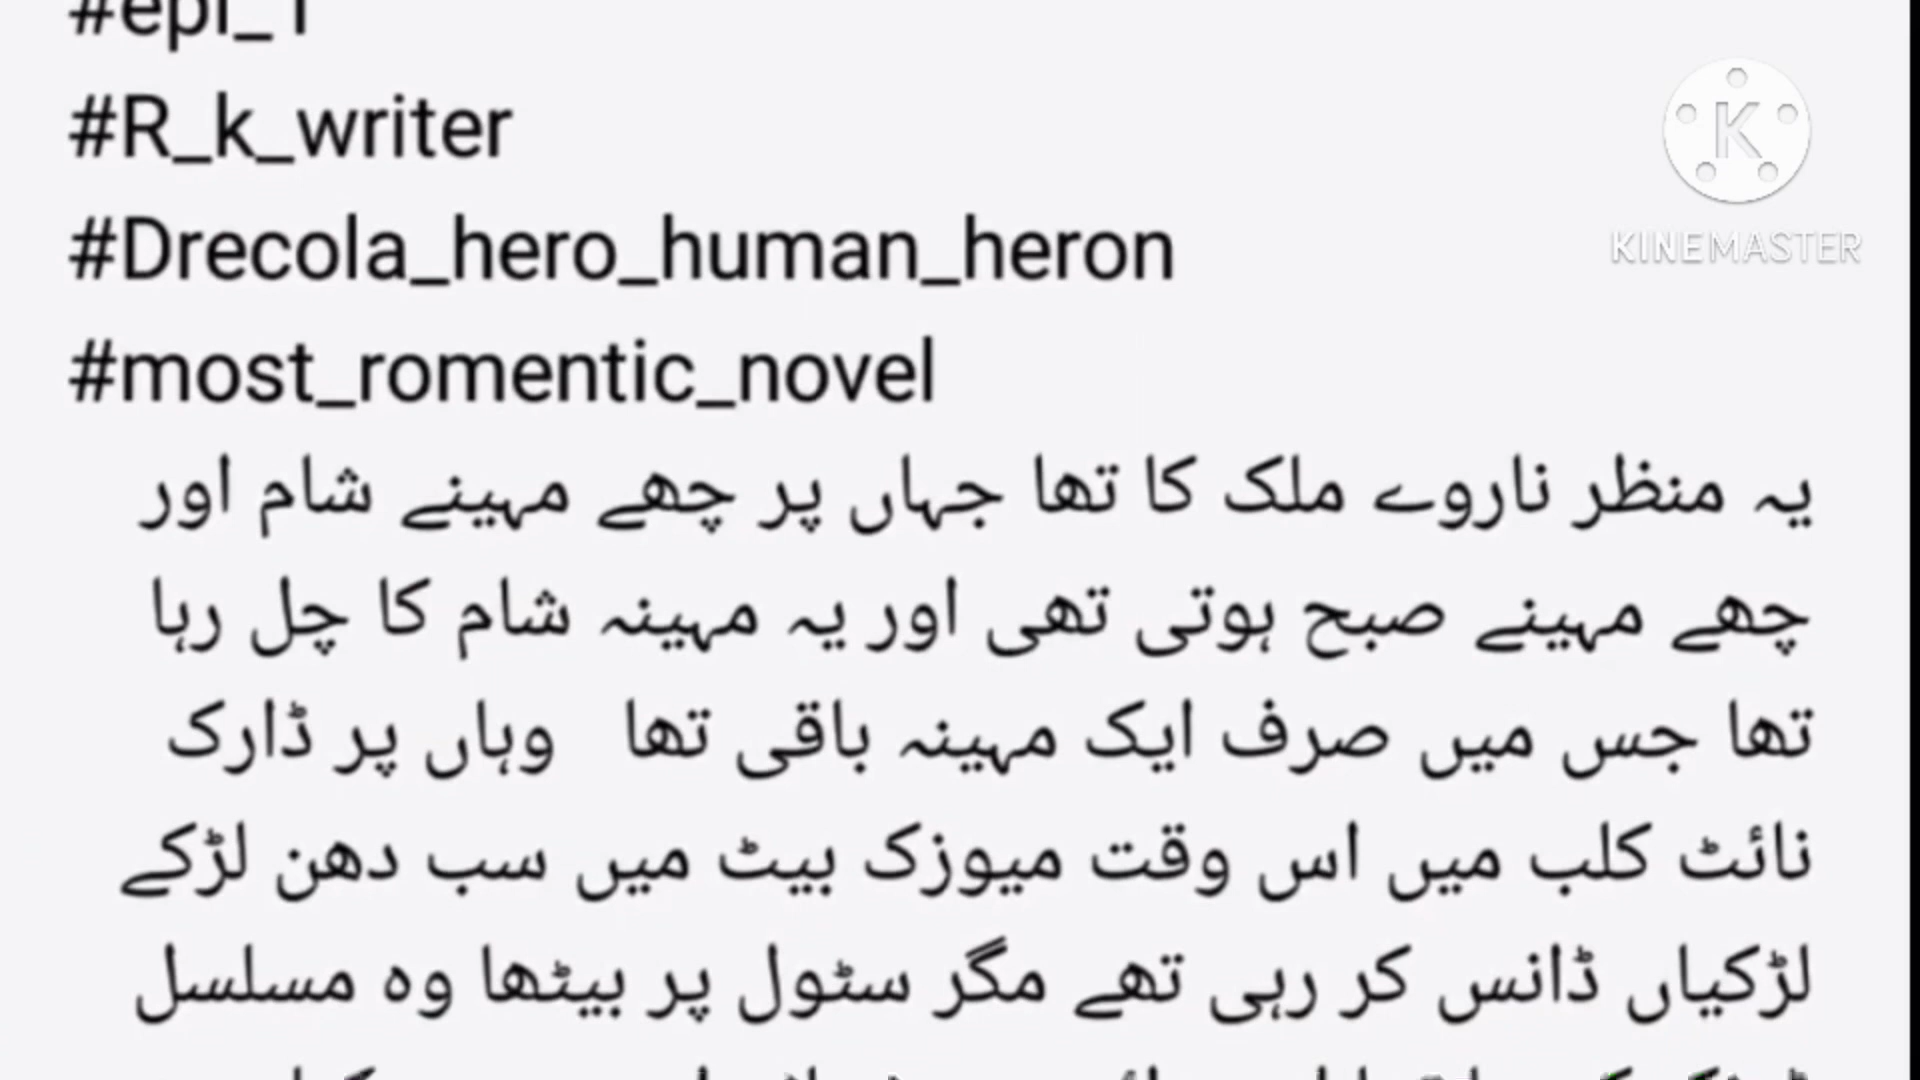 #epi_1
#R_k_writer
KINEMASTER
#Drecola_hero_human_heron
#most_romentic_novel
یہ منظر ناروے ملک کا تھا جہاں پر چھے مہینے شام اور
چھے مہینے صبح ہوتی تھی اور یہ مہینہ شام کا چل رہا
تھا جس میں صرف ایک مہینہ باقی تھا وہاں پر ڈارک
نائٹ کلب میں اس وقت میوزک بیٹ میں سب دھن لڑکے
لڑکیاں ڈانس کر رہی تھے مگر سٹول پر بیٹھا وہ مسلسل